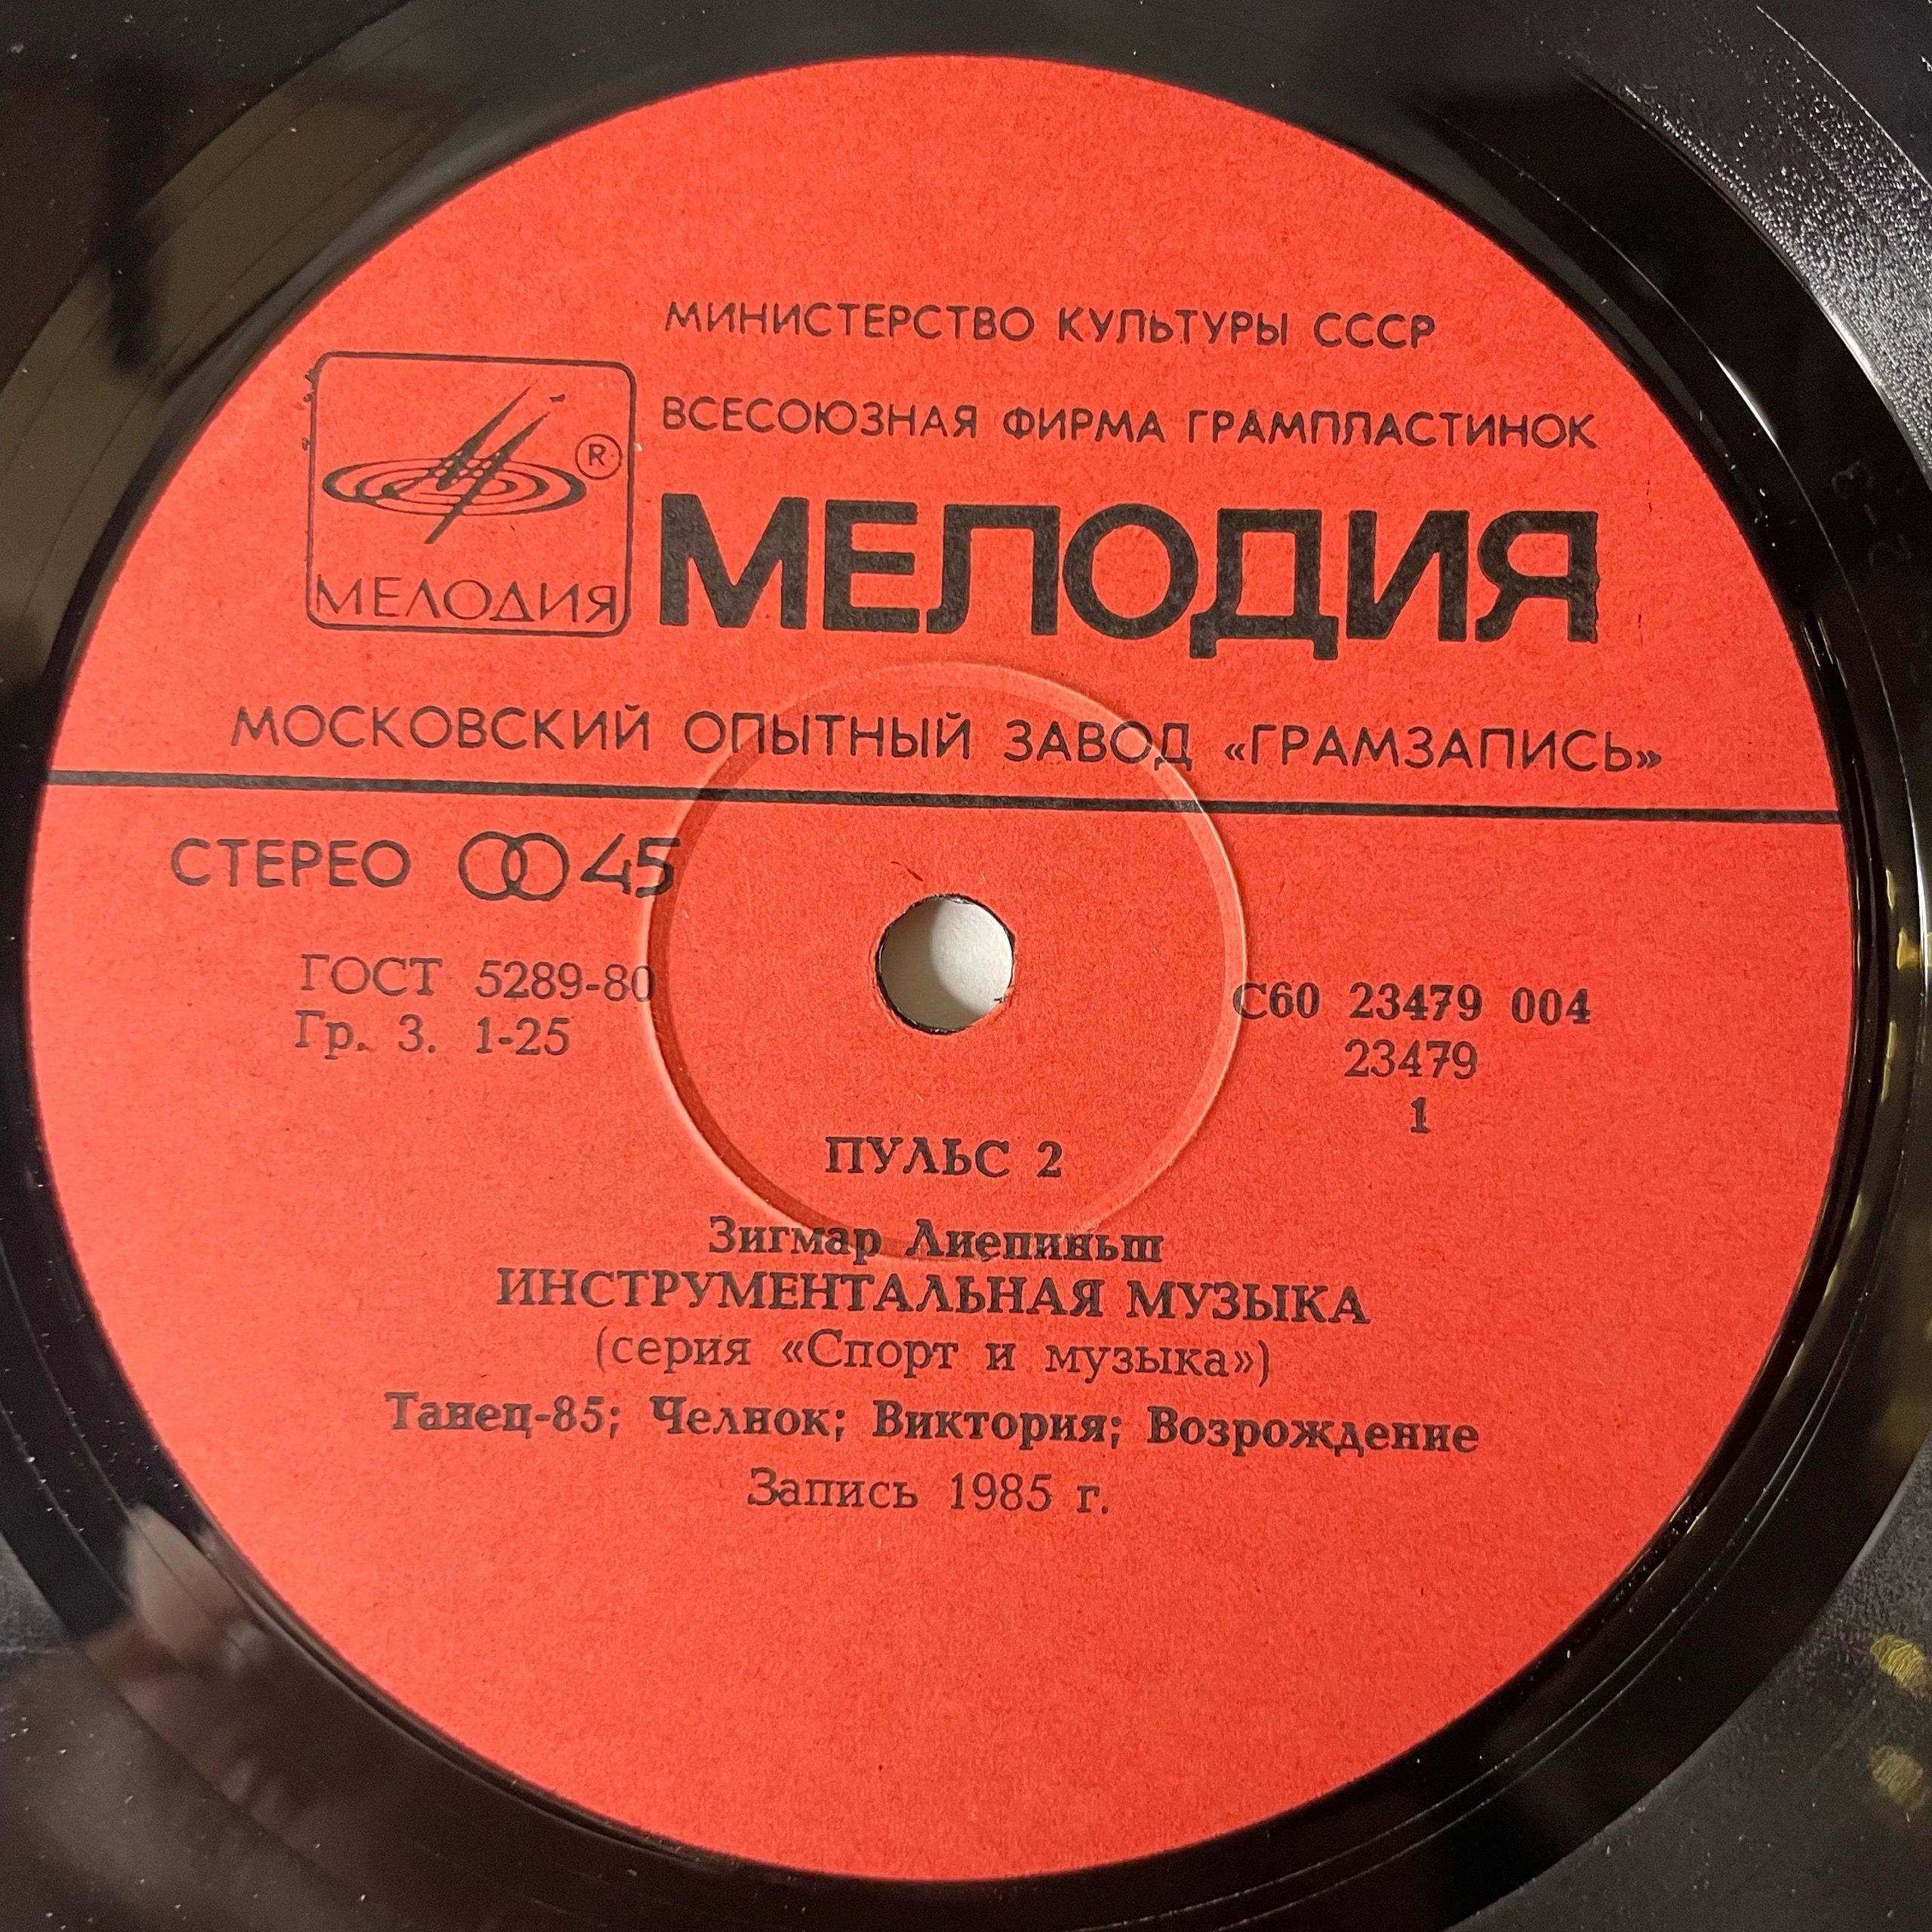 МИНИСТЕРСТВО КУЛЬТУРЫ СССР
ВСЕСОЮЗНАЯ ФИРМА ГРАМПЛАСТИНОК
®
МЕЛОДИЯ
МЕЛОДИЯ
МОСКОВСКИЙ ОПЫТНЫЙ ЗАВОД «ГРАМЗАПИСЬ»
СТЕРЕО 45
ГОСТ 5289-80
Гр. 3. 1-25
С60 23479 004
23479
1
ПУЛЬС 2
Зигмар Лиепиньш
ИНСТРУМЕНТАЛЬНАЯ МУЗЫКА
(серия «Спорт и музыка»)
Танец-85; Челнок; Виктория; Возрождение
Запись 1985 г.